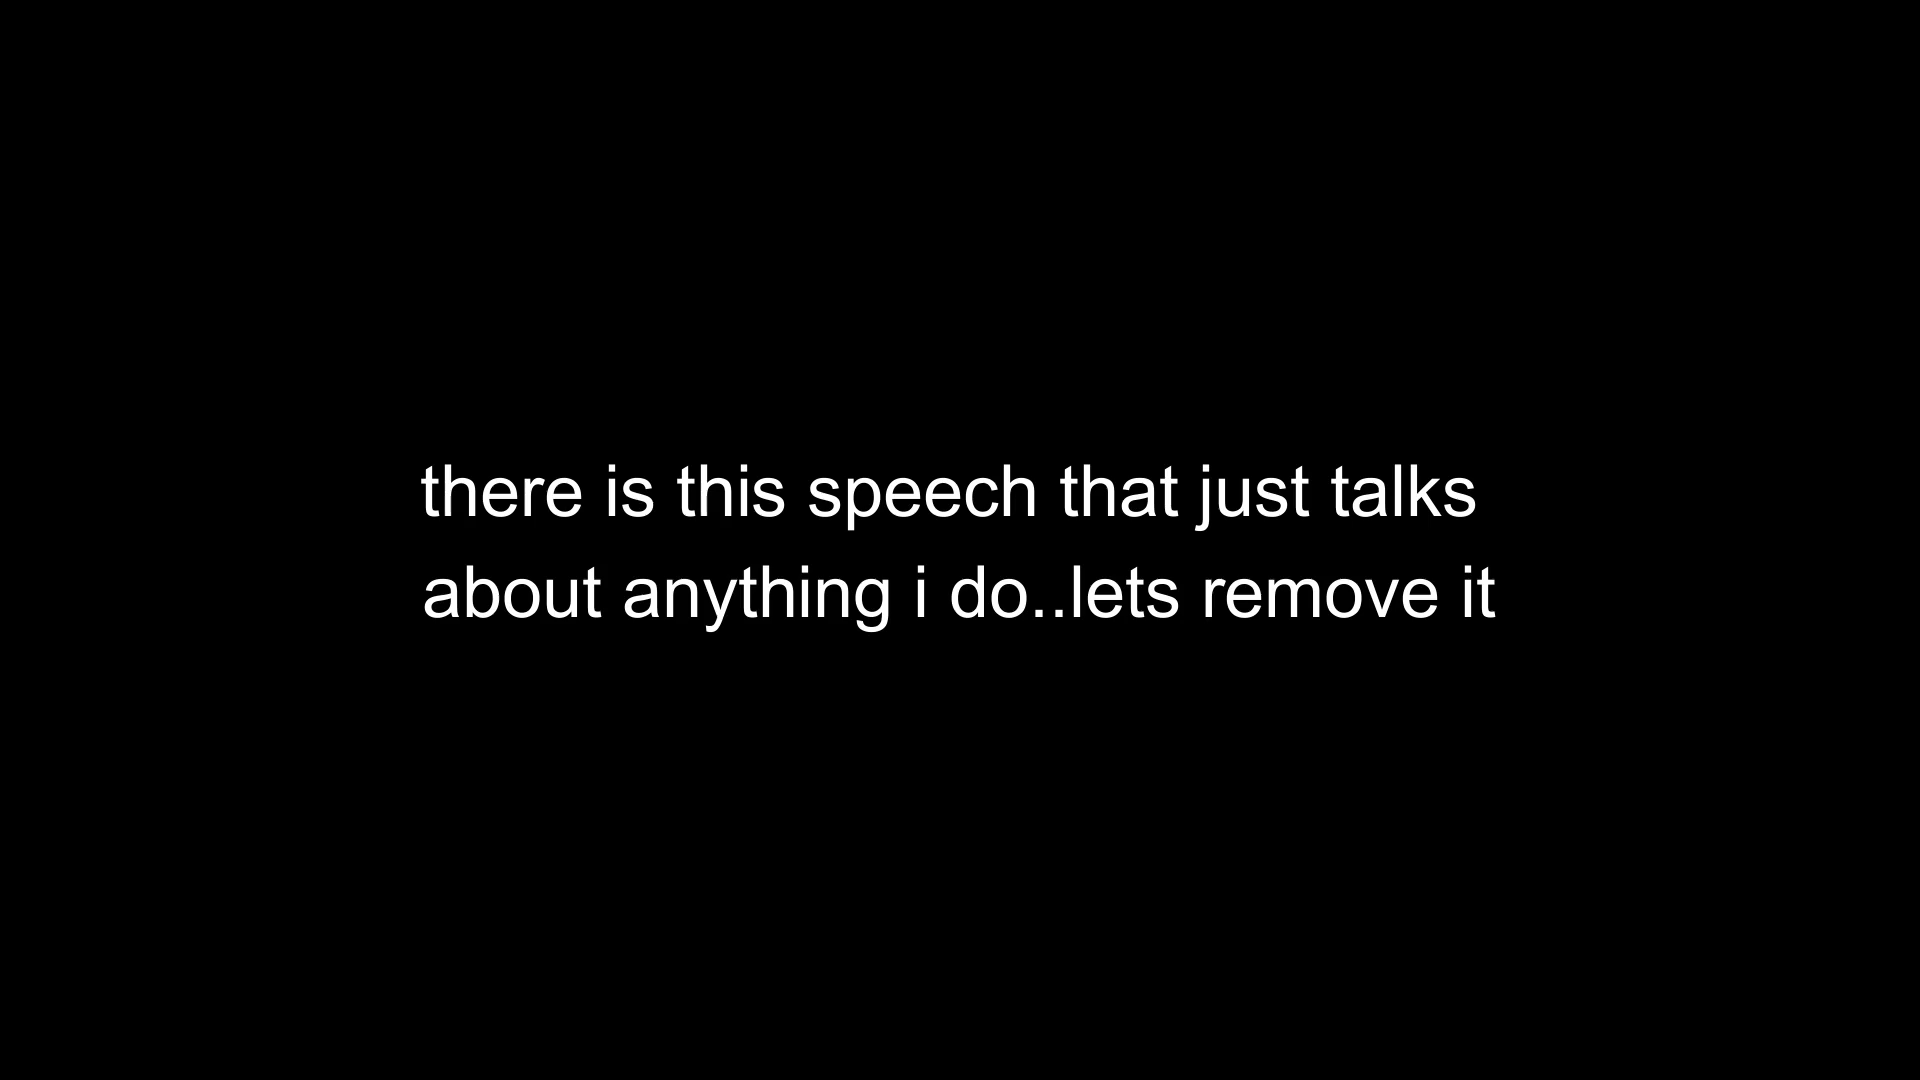 there is this speech that just talks
about anything i do..lets remove it